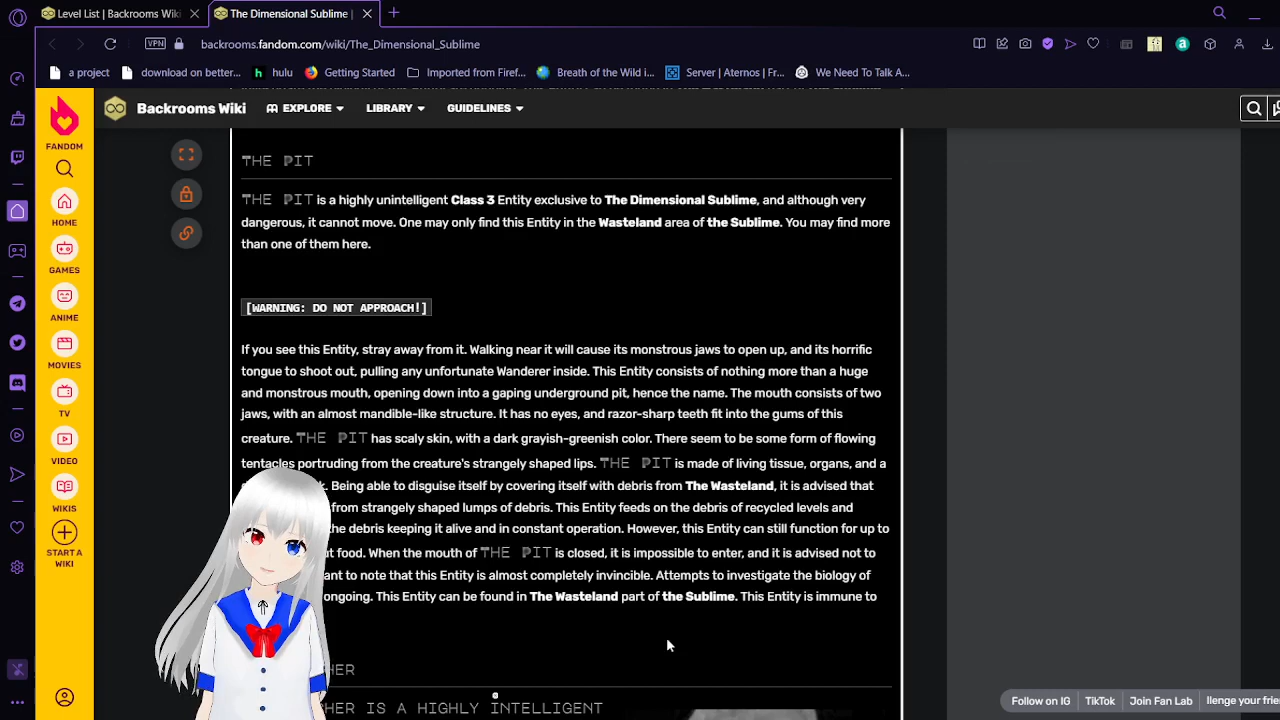 Level List | Backrooms Wiki
The Dimensional Sublime |
VPN
backrooms.fandom.com/wiki/The_Dimensional_Sublime
a project
download on better...
hulu
Getting Started
Imported from Firef...
Breath of the Wild i...
Server | Aternos | Fr...
We Need To Talk A...
Backrooms Wiki
EXPLORE
LIBRARY
GUIDELINES
FANDOM
HOME
GAMES
ANIME
MOVIES
TV
VIDEO
WIKIS
START A
WIKI
THE PIT
THE PIT is a highly unintelligent Class 3 Entity exclusive to The Dimensional Sublime, and although very
dangerous, it cannot move. One may only find this Entity in the Wasteland area of the Sublime. You may find more
than one of them here.
[WARNING: DO NOT APPROACH!]
If you see this Entity, stray away from it. Walking near it will cause its monstrous jaws to open up, and its horrific
tongue to shoot out, pulling any unfortunate Wanderer inside. This Entity consists of nothing more than a huge
and monstrous mouth, opening down into a gaping underground pit, hence the name. The mouth consists of two
jaws, with an almost mandible-like structure. It has no eyes, and razor-sharp teeth fit into the gums of this
creature. THE PIT has scaly skin, with a dark grayish-greenish color. There seem to be some form of flowing
tentacles portruding from the creature's strangely shaped lips. THE PIT is made of living tissue, organs, and a
Being able to disguise itself by covering itself with debris from The Wasteland, it is advised that
from strangely shaped lumps of debris. This Entity feeds on the debris of recycled levels and
the debris keeping it alive and in constant operation. However, this Entity can still function for up to
food. When the mouth of THE PIT is closed, it is impossible to enter, and it is advised not to
to note that this Entity is almost completely invincible. Attempts to investigate the biology of
ongoing. This Entity can be found in The Wasteland part of the Sublime. This Entity is immune to
HER
HER IS A HIGHLY INTELLIGENT
Follow on IG
TikTok
Join Fan Lab